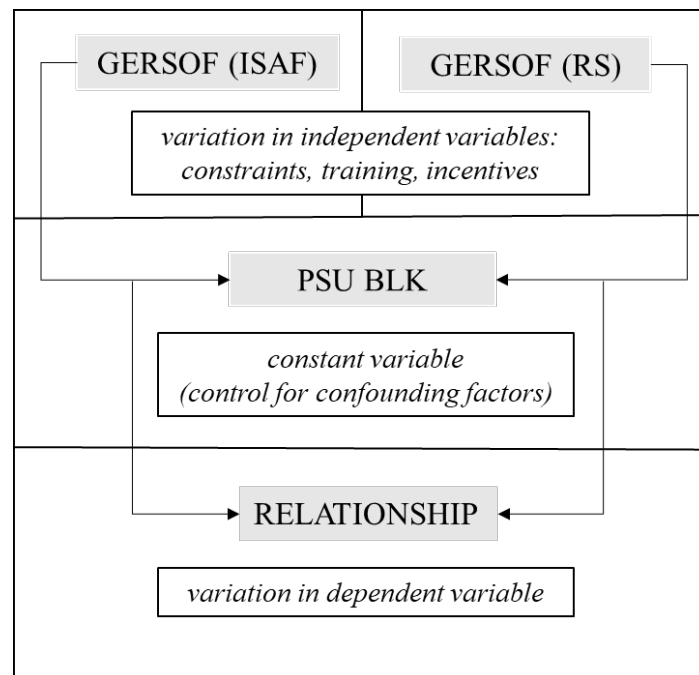 GERSOF (ISAF)
GERSOF (RS)
variation in independent variables:
constraints, training, incentives
PSU BLK
constant variable
(control for confounding factors)
RELATIONSHIP
variation in dependent variable